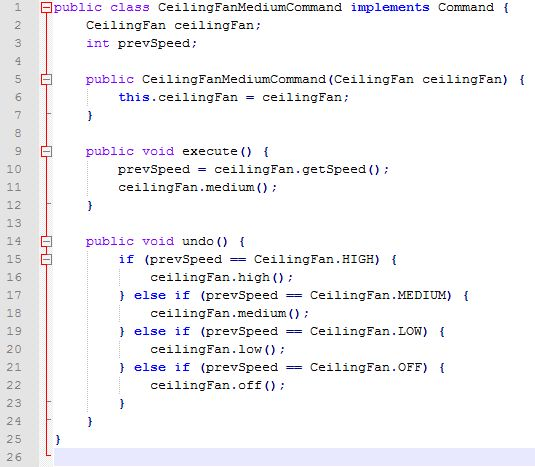 1 public class CeilingFanMediumCommand implements Command {
2     CeilingFan ceilingFan;
3     int prevSpeed;
4
5     public CeilingFanMediumCommand(CeilingFan ceilingFan) {
6         this.ceilingFan = ceilingFan;
7     }
8
9     public void execute() {
10         prevSpeed = ceilingFan.getSpeed();
11         ceilingFan.medium();
12     }
13
14     public void undo() {
15         if (prevSpeed == CeilingFan.HIGH) {
16             ceilingFan.high();
17         } else if (prevSpeed == CeilingFan.MEDIUM) {
18             ceilingFan.medium();
19         } else if (prevSpeed == CeilingFan.LOW) {
20             ceilingFan.low();
21         } else if (prevSpeed == CeilingFan.OFF) {
22             ceilingFan.off();
23         }
24     }
25 }
26